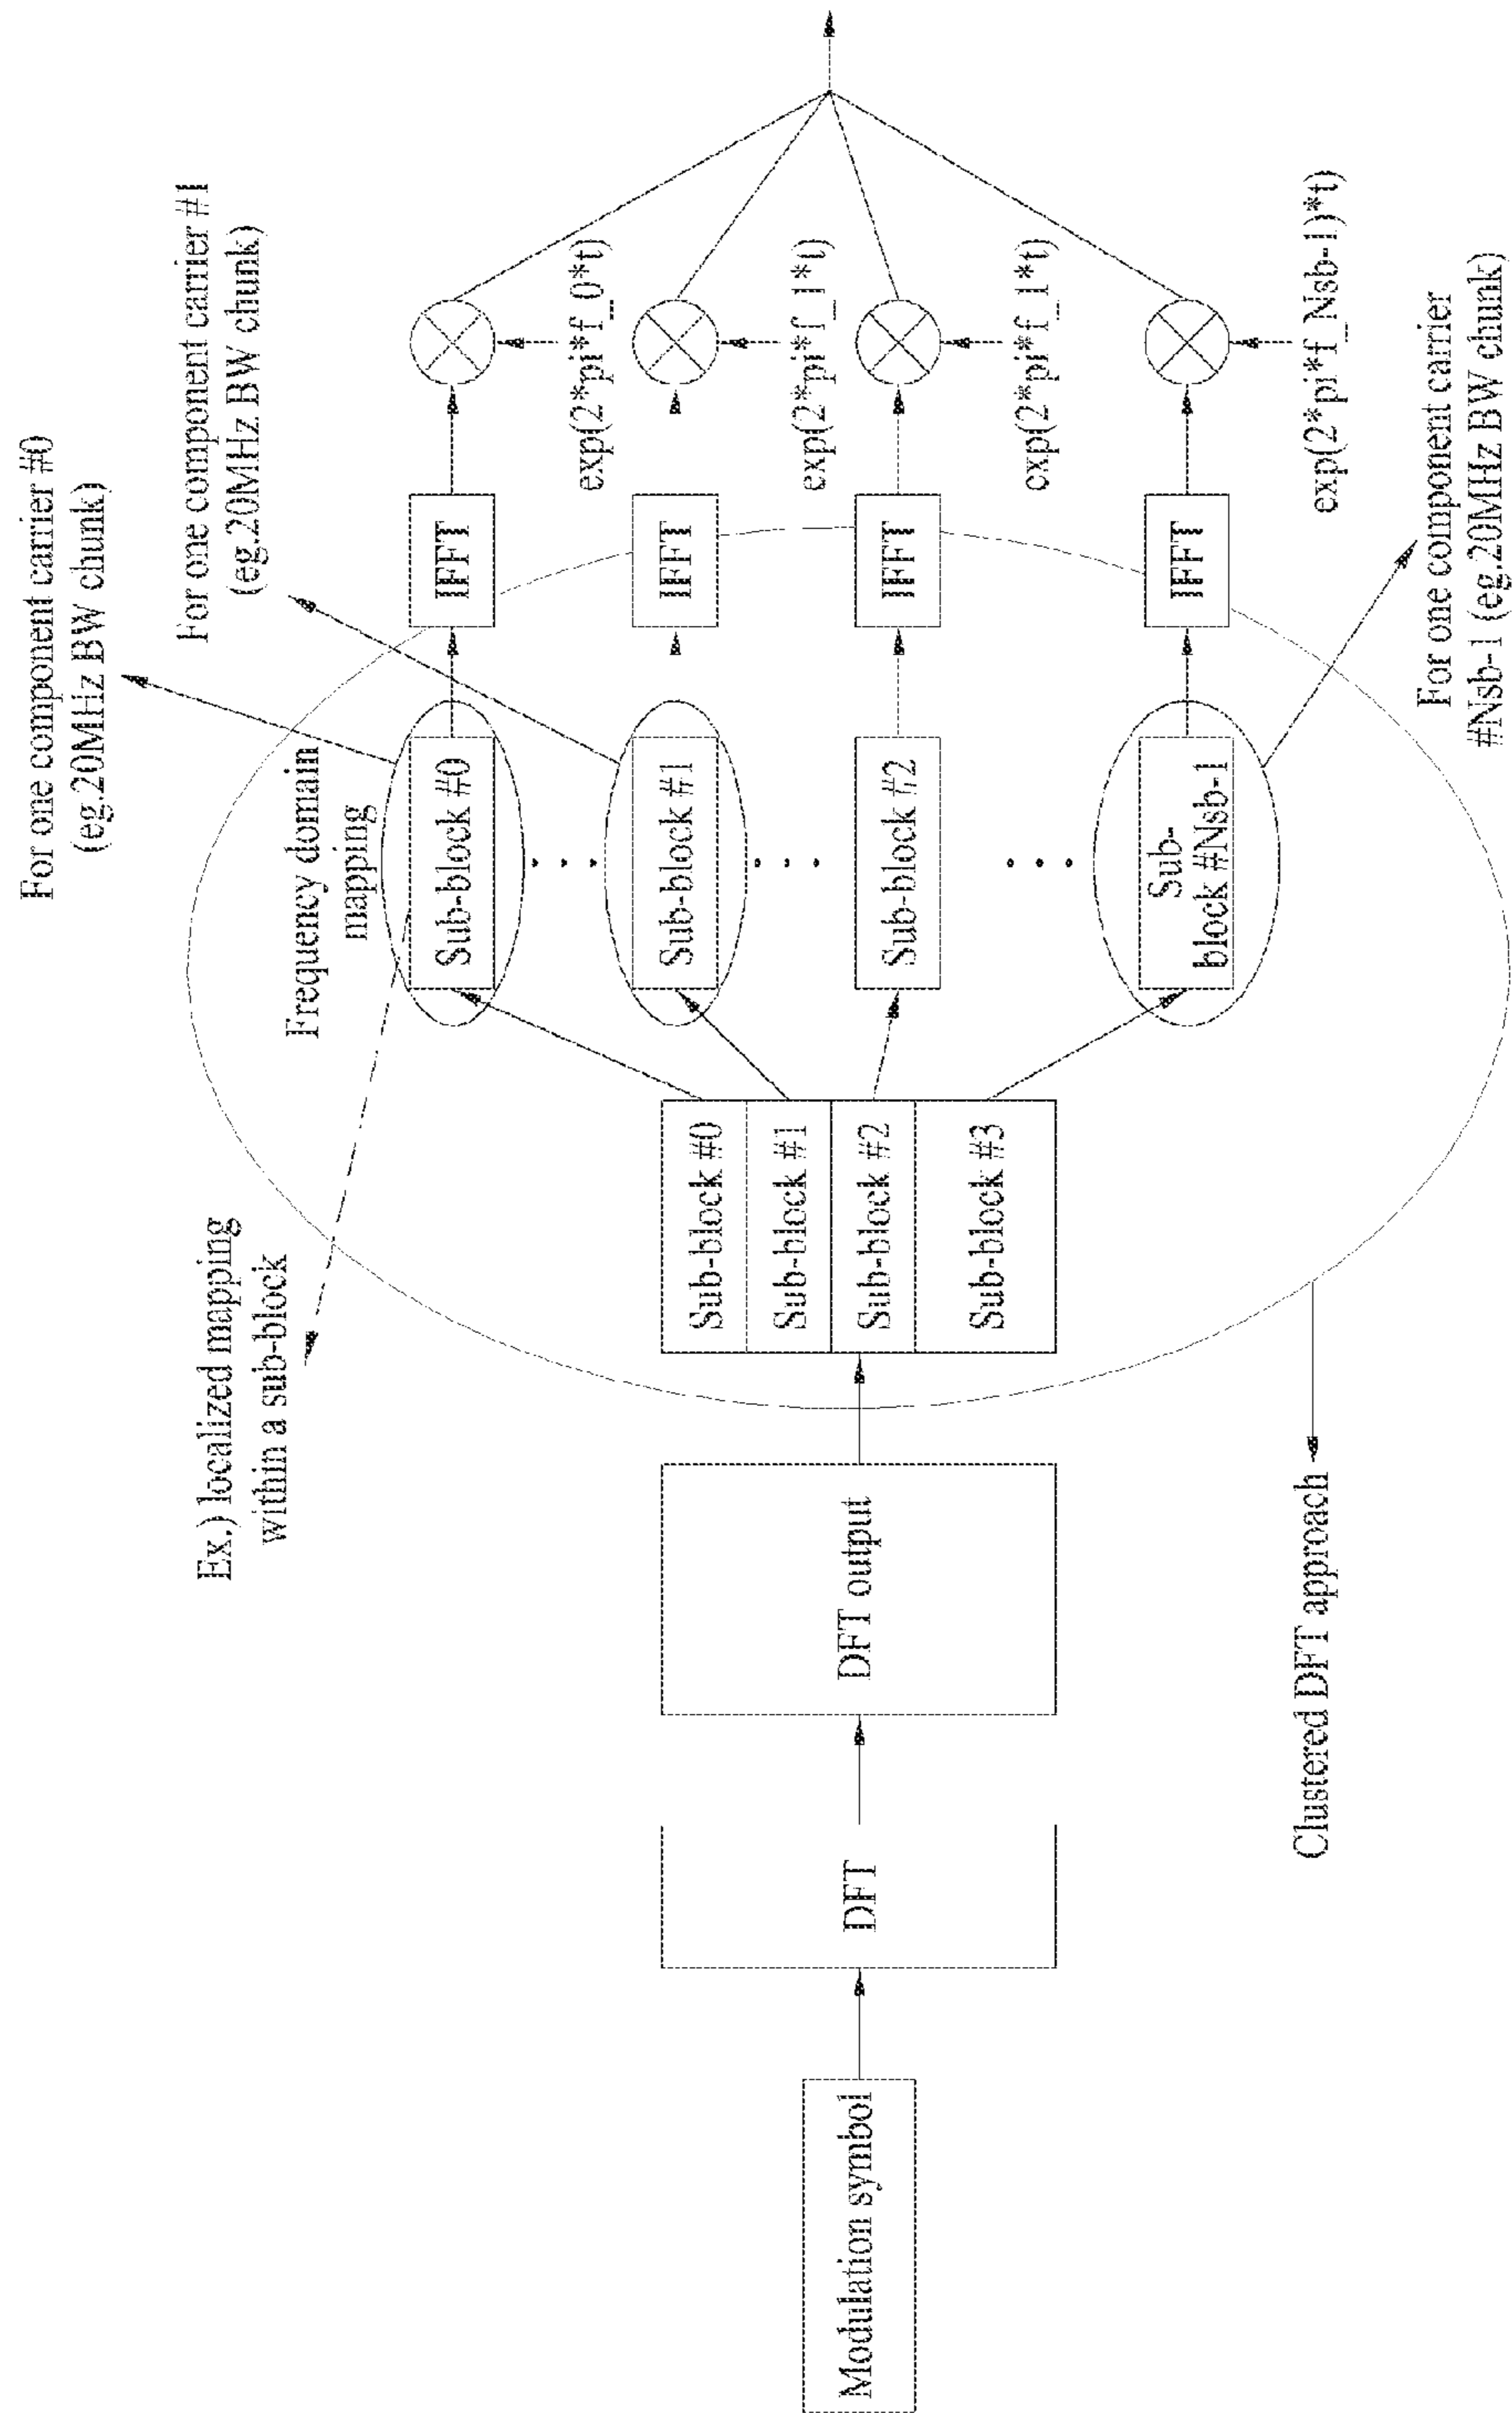 Modulation symbol
DFT
DFT output
Sub-block #0
Sub-block #1
Sub-block #2
Sub-block #3
Ex.) localized mapping
within a sub-block
Clustered DFT approach
Frequency domain
mapping
Sub-block #0
Sub-block #1
Sub-block #2
Sub-
block #Nsb-1
For one component carrier #0
(eg.20MHz BW chunk)
For one component carrier #1
(eg.20MHz BW chunk)
For one component carrier
#Nsb-1 (eg.20MHz BW chunk)
IFFT
IFFT
IFFT
IFFT
exp(2*pi*f_0*t)
exp(2*pi*f_1*t)
exp(2*pi*f_1*t)
exp(2*pi*f_Nsb-1)*t)